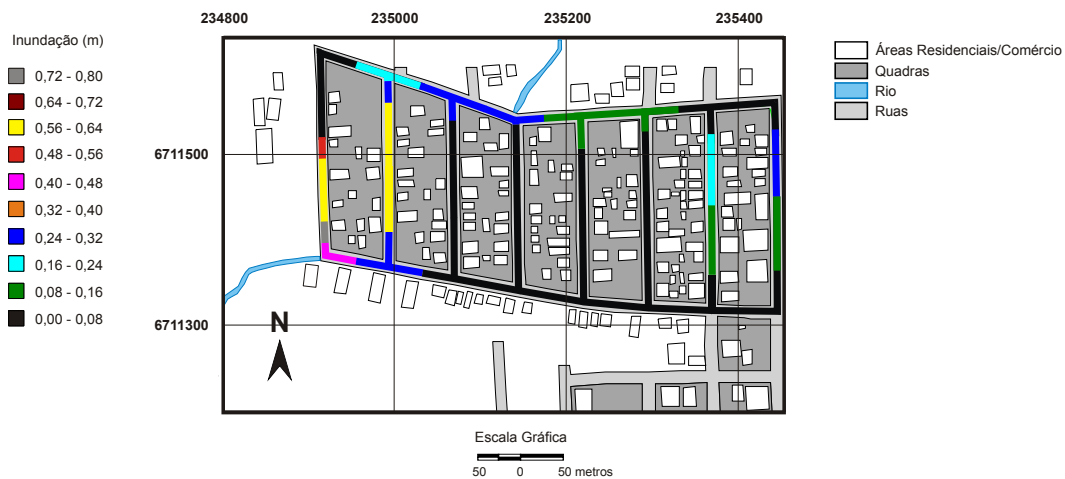 234800 235000 235200 235400
Inundação (m)
0,72 - 0,80
0,64 - 0,72
0,56 - 0,64
0,48 - 0,56
0,40 - 0,48
0,32 - 0,40
0,24 - 0,32
0,16 - 0,24
0,08 - 0,16
0,00 - 0,08
6711500
6711300
N
Áreas Residenciais/Comércio
Quadras
Rio
Ruas
Escala Gráfica
50 0 50 metros